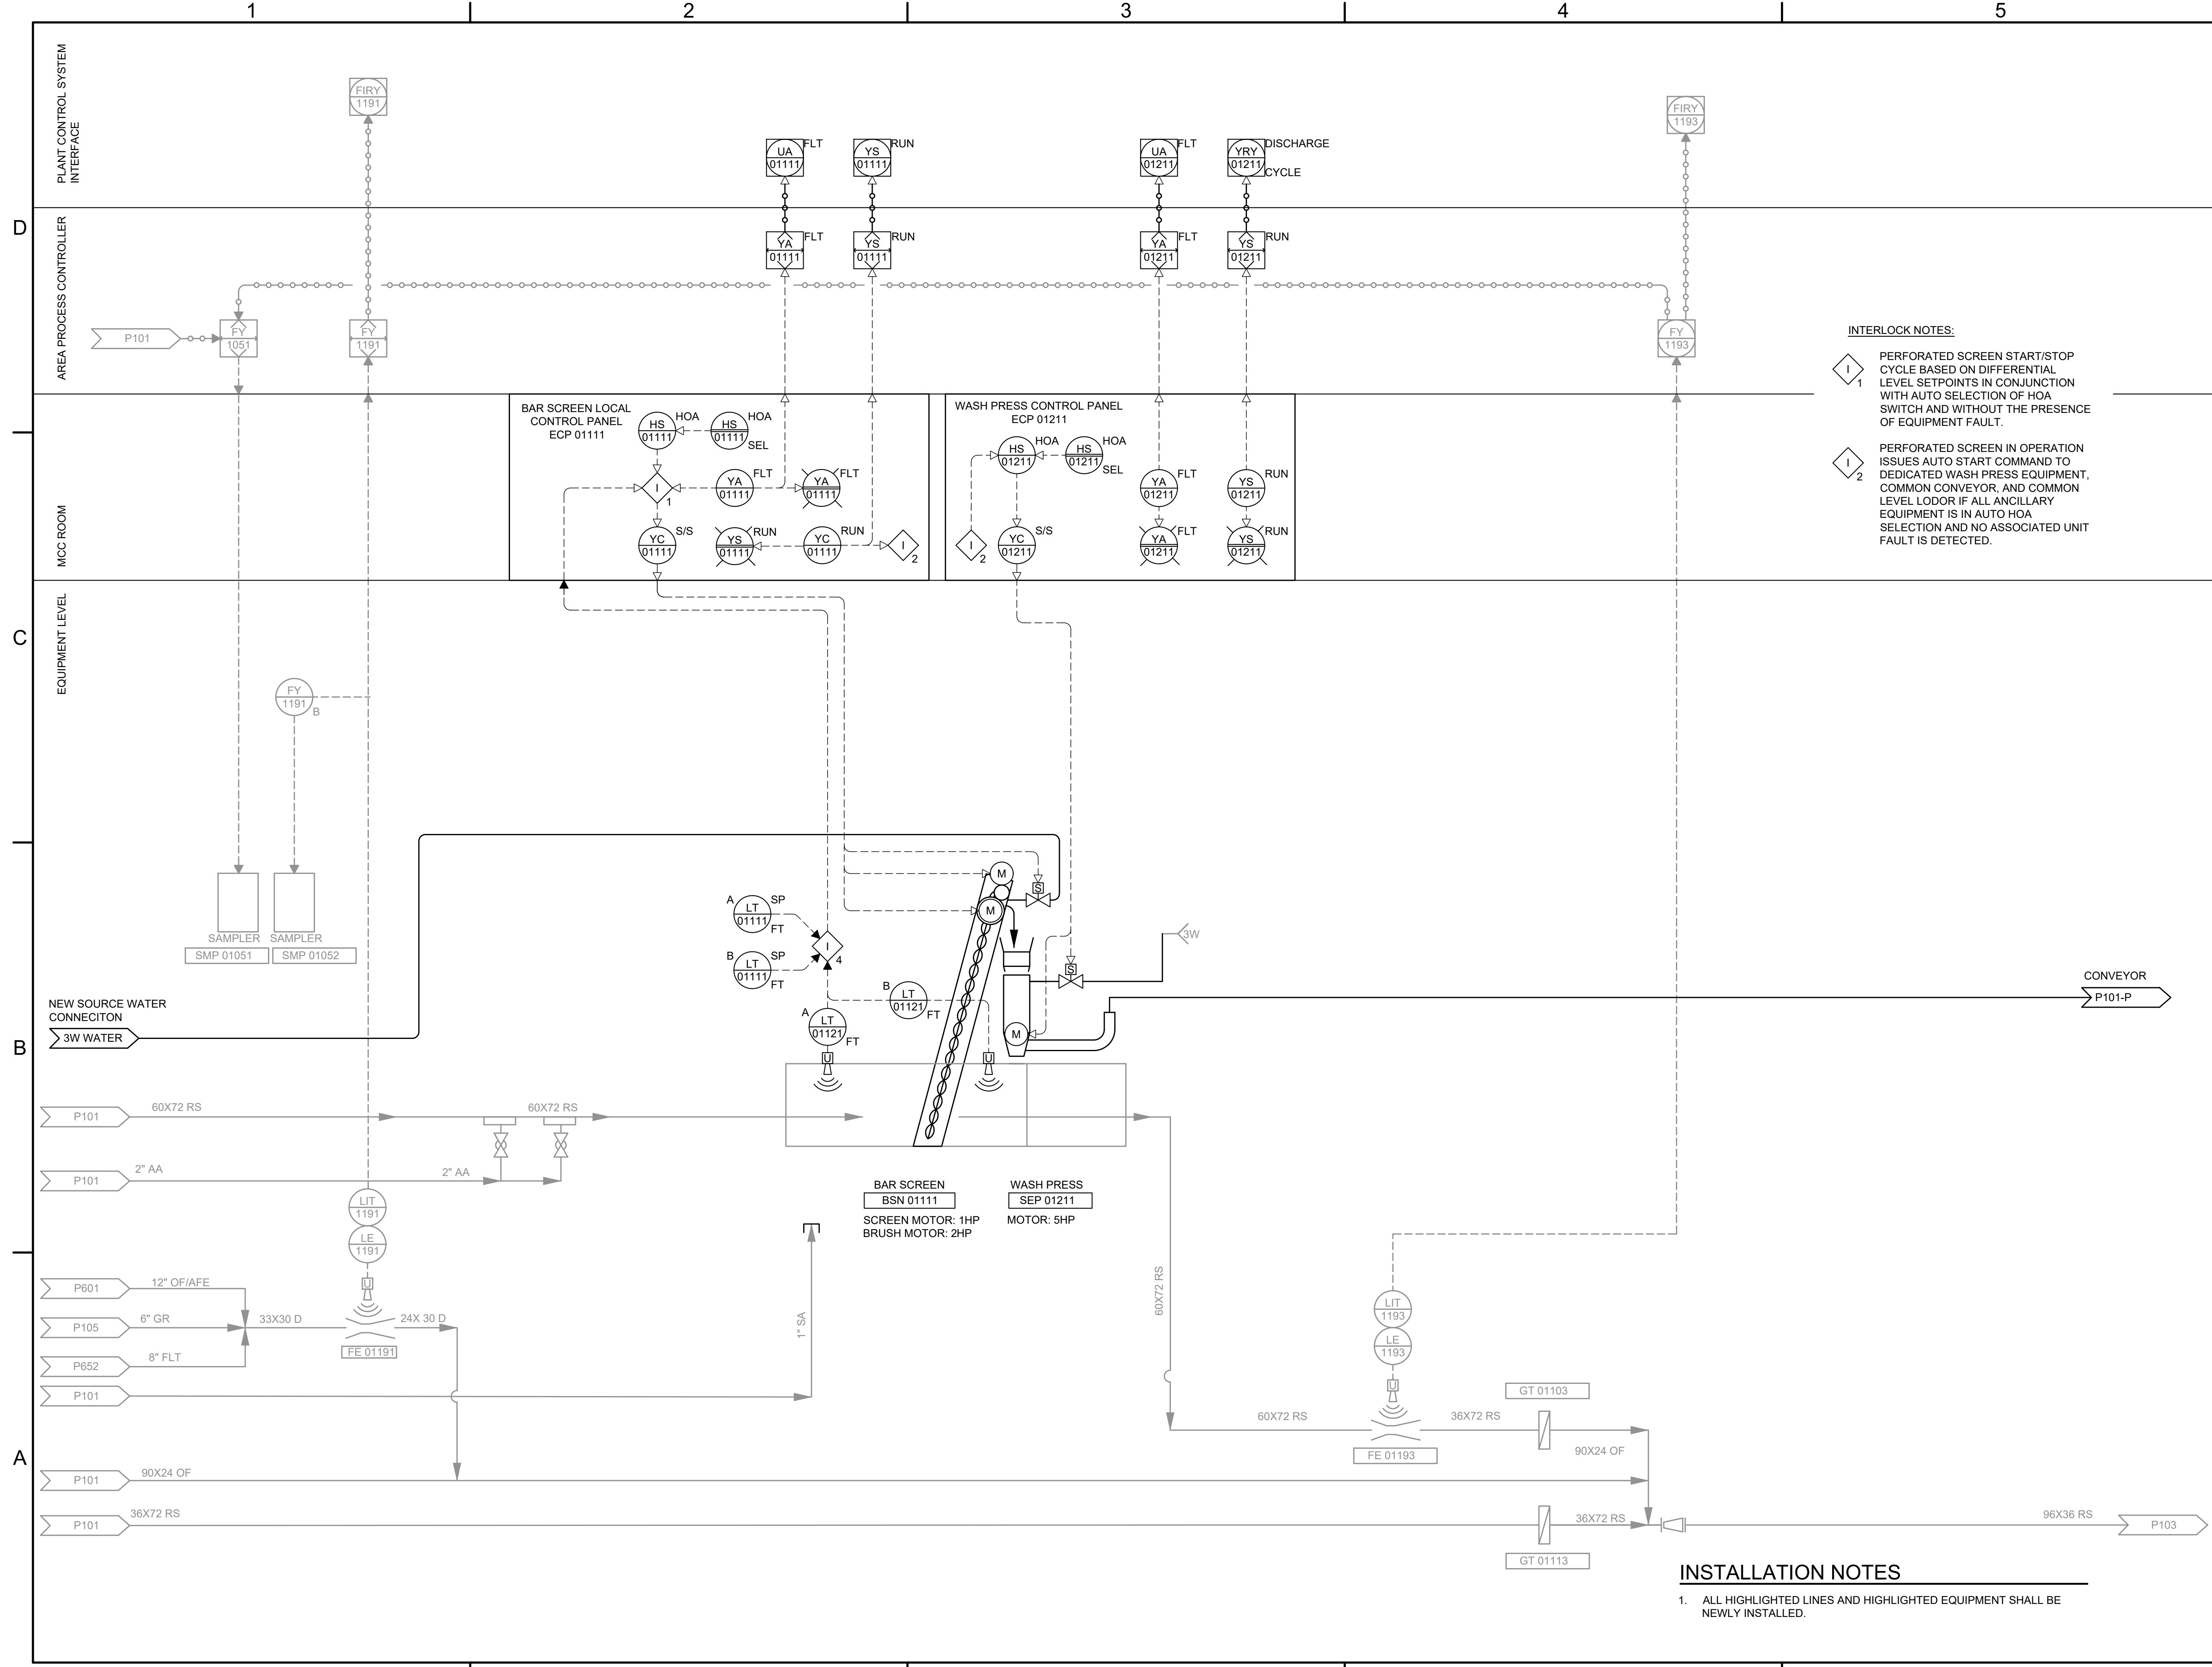 1
2
3
4
5
D
C
B
A
PLANT CONTROL SYSTEM
INTERFACE
FIRY
1191
UA
01111
FLT
YS
01111
RUN
UA
01211
FLT
YRY
01211
DISCHARGE
CYCLE
FIRY
1193
AREA PROCESS CONTROLLER
YA
01111
FLT
YS
01111
RUN
YA
01211
FLT
YS
01211
RUN
P101
FY
1051
FY
1191
FY
1193
INTERLOCK NOTES:
I
1
PERFORATED SCREEN START/STOP
CYCLE BASED ON DIFFERENTIAL
LEVEL SETPOINTS IN CONJUNCTION
WITH AUTO SELECTION OF HOA
SWITCH AND WITHOUT THE PRESENCE
OF EQUIPMENT FAULT.
I
2
PERFORATED SCREEN IN OPERATION
ISSUES AUTO START COMMAND TO
DEDICATED WASH PRESS EQUIPMENT,
COMMON CONVEYOR, AND COMMON
LEVEL LODOR IF ALL ANCILLARY
EQUIPMENT IS IN AUTO HOA
SELECTION AND NO ASSOCIATED UNIT
FAULT IS DETECTED.
MCC ROOM
BAR SCREEN LOCAL
CONTROL PANEL
ECP 01111
HS
01111
HOA
HS
01111
HOA
SEL
I
1
YA
01111
FLT
YA
01111
FLT
YC
01111
S/S
YS
01111
RUN
YC
01111
RUN
I
2
WASH PRESS CONTROL PANEL
ECP 01211
HS
01211
HOA
HS
01211
HOA
SEL
YA
01211
FLT
YS
01211
RUN
I
2
YC
01211
S/S
YA
01211
FLT
YS
01211
RUN
EQUIPMENT LEVEL
FY
1191
B
SAMPLER
SMP 01051
SAMPLER
SMP 01052
A
LT
01111
SP
FT
B
LT
01111
SP
FT
I
4
M
M
S
S
3W
M
B
LT
01121
FT
A
LT
01121
FT
U
U
NEW SOURCE WATER
CONNECITON
3W WATER
CONVEYOR
P101-P
P101
60X72 RS
60X72 RS
P101
2" AA
2" AA
LIT
1191
LE
1191
U
BAR SCREEN
BSN 01111
SCREEN MOTOR: 1HP
BRUSH MOTOR: 2HP
WASH PRESS
SEP 01211
MOTOR: 5HP
P601
12" OF/AFE
P105
6" GR
33X30 D
24X 30 D
FE 01191
P652
8" FLT
P101
1" SA
60X72 RS
LIT
1193
LE
1193
U
60X72 RS
FE 01193
36X72 RS
GT 01103
90X24 OF
P101
90X24 OF
P101
36X72 RS
36X72 RS
GT 01113
96X36 RS
P103
INSTALLATION NOTES
1. ALL HIGHLIGHTED LINES AND HIGHLIGHTED EQUIPMENT SHALL BE
NEWLY INSTALLED.